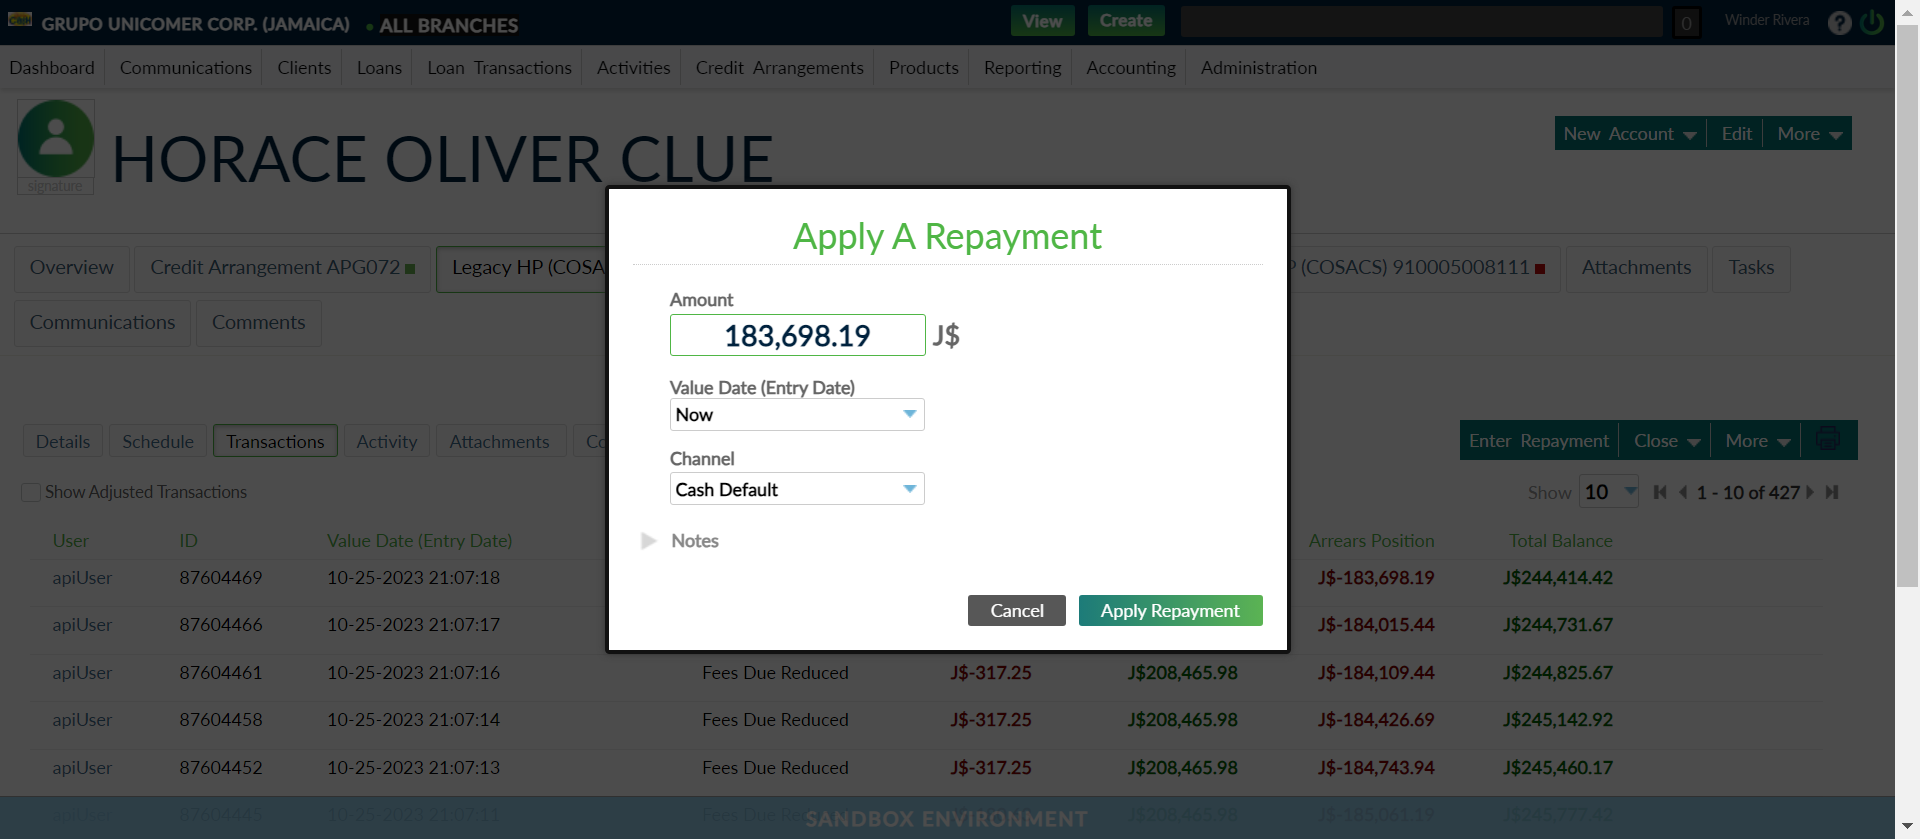 GRUPO UNICOMER CORP. (JAMAICA) ALL BRANCHES View Create 0 Winder Rivera ?
Dashboard Communications Clients Loans Loan Transactions Activities Credit Arrangements Products Reporting Accounting Administration
signature
HORACE OLIVER CLUE
New Account Edit More
Overview Credit Arrangement APG072 Legacy HP (COSA (COSACS) 910005008111 Attachments Tasks
Communications Comments
Apply A Repayment
Amount
183,698.19 J$
Value Date (Entry Date)
Now
Channel
Cash Default
Notes
Cancel Apply Repayment
Details Schedule Transactions Activity Attachments Co
Enter Repayment Close More
Show Adjusted Transactions
Show 10 1 - 10 of 427
User ID Value Date (Entry Date) Arrears Position Total Balance
apiUser 87604469 10-25-2023 21:07:18 J$-183,698.19 J$244,414.42
apiUser 87604466 10-25-2023 21:07:17 J$-184,015.44 J$244,731.67
apiUser 87604461 10-25-2023 21:07:16 Fees Due Reduced J$-317.25 J$208,465.98 J$-184,109.44 J$244,825.67
apiUser 87604458 10-25-2023 21:07:14 Fees Due Reduced J$-317.25 J$208,465.98 J$-184,426.69 J$245,142.92
apiUser 87604452 10-25-2023 21:07:13 Fees Due Reduced J$-317.25 J$208,465.98 J$-184,743.94 J$245,460.17
apiUser 87604445 10-25-2023 21:07:11 Fees Due J$208,465.98 J$-185,061.19 J$245,777.42
SANDBOX ENVIRONMENT